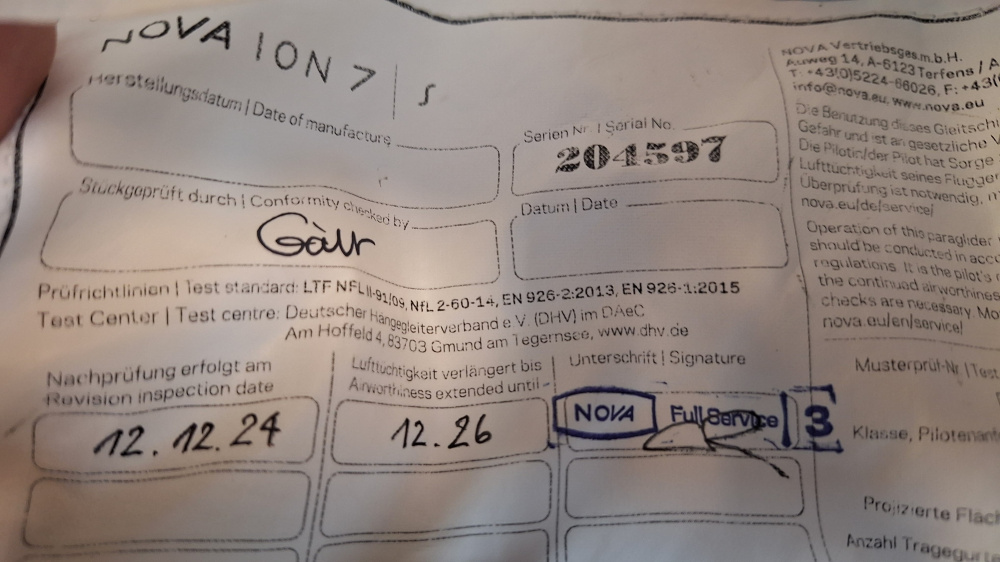 NOVA ION 7 | S
Herstellungsdatum | Date of manufacture
Serien Nr. | Serial No.
204597
Stückgeprüft durch | Conformity checked by
Datum | Date
Prüfrichtlinien | Test standard: LTF NFL II-91/09, NfL 2-60-14, EN 926-2:2013, EN 926-1:2015
Test Center | Test centre: Deutscher Hängegleiterverband e.V. (DHV) im DAeC
Am Hoffeld 4, 83703 Gmund am Tegernsee, www.dhv.de
Nachprüfung erfolgt am
Revision inspection date
Lufttüchtigkeit verlängert bis
Airworthiness extended until
Unterschrift | Signature
12.12.24
12.26
NOVA Full Service 3
NOVA Vertriebsges.m.b.H.
Auweg 14, A-6123 Terfens / A
T: +43(0)5224-66026, F: +43(
info@nova.eu, www.nova.eu
Die Benutzung dieses Gleitsch
Gefahr und ist an gesetzliche V
Die Pilotin/der Pilot hat Sorge
Lufttüchtigkeit seines Flugger
Überprüfung ist notwendig, m
nova.eu/de/service/
Operation of this paraglider
should be conducted in acco
regulations. It is the pilot's
the continued airworthines
checks are necessary. Mo
nova.eu/en/service/
Musterprüf-Nr. | Test
Klasse, Pilotenanf
Projizierte Fläch
Anzahl Tragegurt